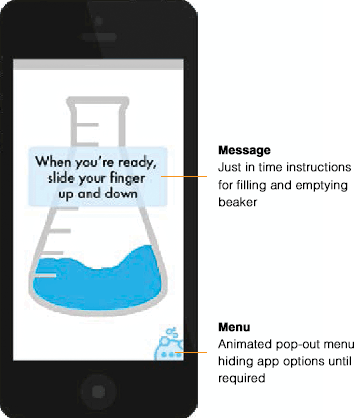 When you're ready,
slide your finger
up and down
Message
Just in time instructions
for filling and emptying
beaker
Menu
Animated pop-out menu
hiding app options until
required